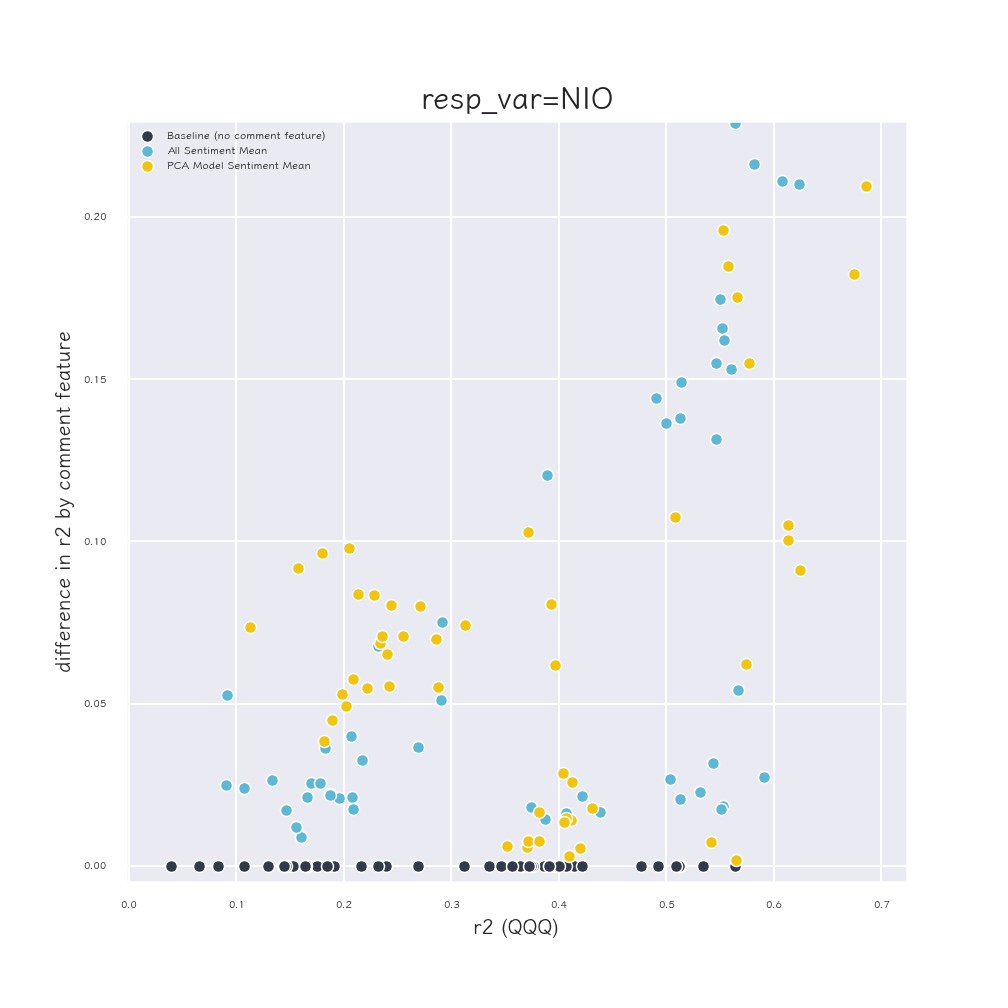 resp_var=NIO
Baseline (no comment feature)
All Sentiment Mean
PCA Model Sentiment Mean
difference in r2 by comment feature
0.20
0.15
0.10
0.05
0.00
0.0 0.1 0.2 0.3 0.4 0.5 0.6 0.7
r2 (QQQ)